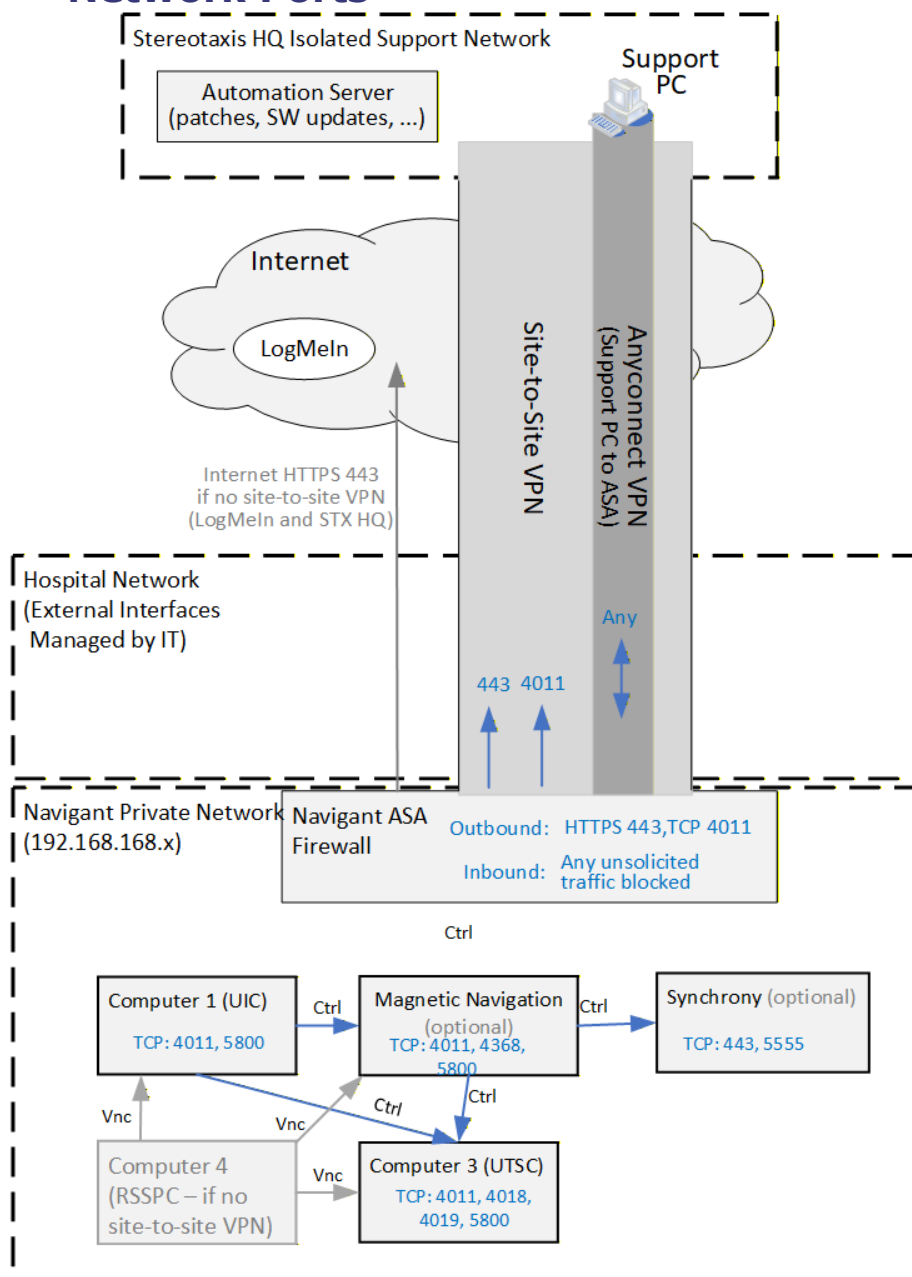 Network Ports
Stereotaxis HQ Isolated Support Network
Support
PC
Automation Server
(patches, SW updates, ...)
Internet
LogMeIn
Site-to-Site VPN
Anyconnect VPN
(Support PC to ASA)
Internet HTTPS 443
if no site-to-site VPN
(LogMeIn and STX HQ)
Hospital Network
(External Interfaces
Managed by IT)
Any
443 4011
Navigant Private Network
(192.168.168.x)
Navigant ASA
Firewall
Outbound: HTTPS 443,TCP 4011
Inbound: Any unsolicited
traffic blocked
Ctrl
Computer 1 (UIC)
TCP: 4011, 5800
Ctrl
Magnetic Navigation
(optional)
TCP: 4011, 4368,
5800
Ctrl
Synchrony (optional)
TCP: 443, 5555
Vnc
Vnc
Ctrl
Ctrl
Computer 4
(RSSPC – if no
site-to-site VPN)
Vnc
Computer 3 (UTSC)
TCP: 4011, 4018,
4019, 5800